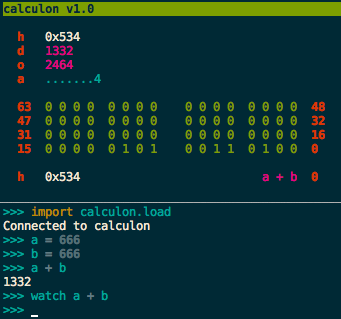 calculon v1.0
h 0x534
d 1332
o 2464
a .......4
63 0 0 0 0 0 0 0 0 0 0 0 0 0 0 0 0 48
47 0 0 0 0 0 0 0 0 0 0 0 0 0 0 0 0 32
31 0 0 0 0 0 0 0 0 0 0 0 0 0 0 0 0 16
15 0 0 0 0 0 1 0 1 0 0 1 1 0 1 0 0 0
h 0x534 a + b 0
>>> import calculon.load
Connected to calculon
>>> a = 666
>>> b = 666
>>> a + b
1332
>>> watch a + b
>>> _